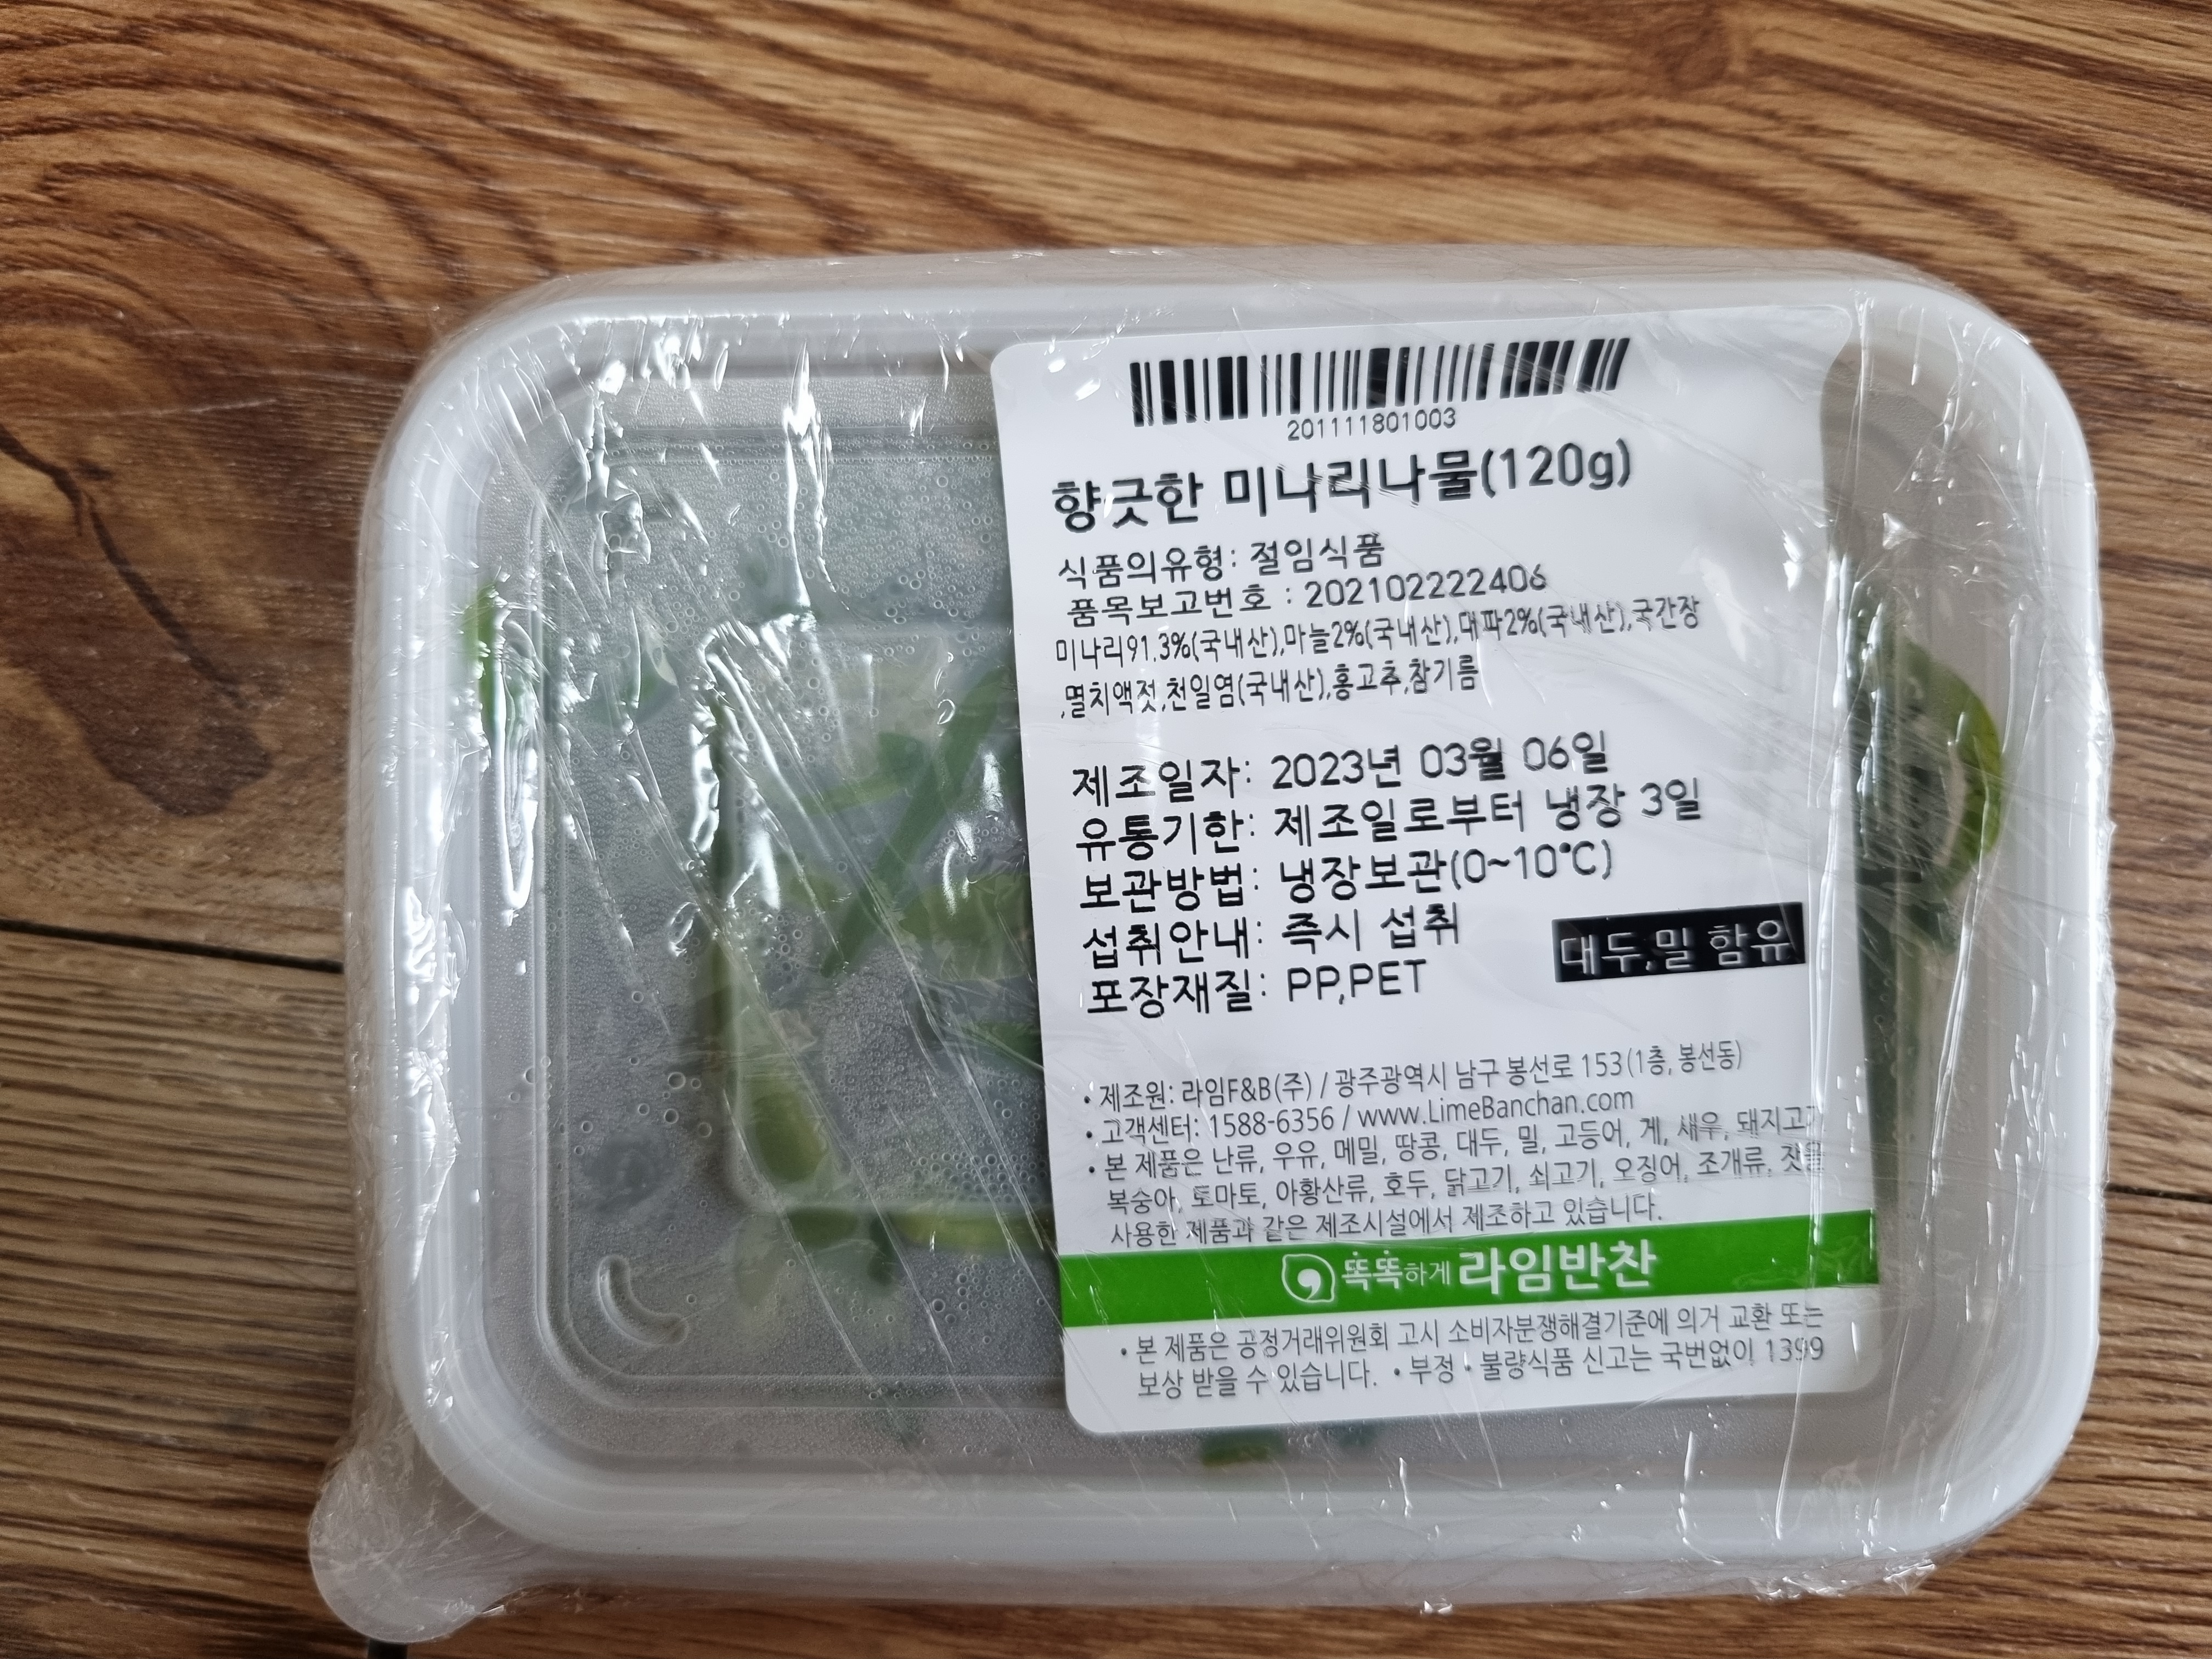 201111801003
향긋한 미나리나물(120g)
식품의유형: 절임식품
품목보고번호 : 202102222406
미나리91.3%(국내산),마늘2%(국내산),대파2%(국내산),국간장
,멸치액젓,천일염(국내산),홍고추,참기름
제조일자: 2023년 03월 06일
유통기한: 제조일로부터 냉장 3일
보관방법: 냉장보관(0~10℃)
섭취안내: 즉시 섭취
대두,밀 함유
포장재질: PP,PET
• 제조원: 라임F&B(주) / 광주광역시 남구 봉선로 153(1층, 봉선동)
• 고객센터: 1588-6356 / www.LimeBanchan.com
• 본 제품은 난류, 우유, 메밀, 땅콩, 대두, 밀, 고등어, 게, 새우, 돼지고기
복숭아, 토마토, 아황산류, 호두, 닭고기, 쇠고기, 오징어, 조개류, 잣을
사용한 제품과 같은 제조시설에서 제조하고 있습니다.
똑똑하게 라임반찬
• 본 제품은 공정거래위원회 고시 소비자분쟁해결기준에 의거 교환 또는
보상 받을 수 있습니다. • 부정 • 불량식품 신고는 국번없이 1399